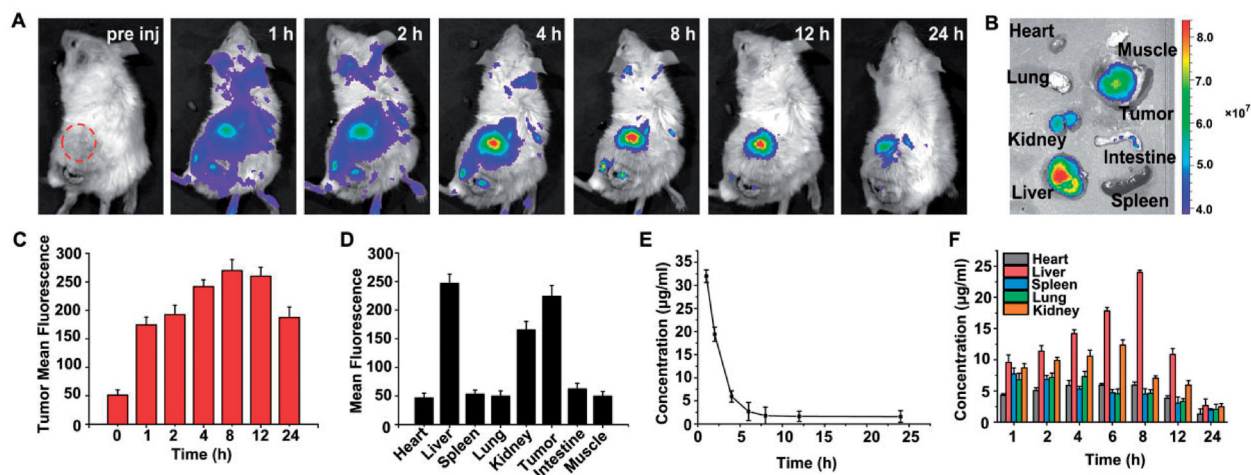 A
pre inj
1 h
2 h
4 h
8 h
12 h
24 h
B
Heart
Muscle
Lung
Tumor
Kidney
Intestine
Liver
Spleen
8.0
7.0
6.0
5.0
4.0
×10⁷
C
Tumor Mean Fluorescence
300
250
200
150
100
50
0
0 1 2 4 8 12 24
Time (h)
D
Mean Fluorescence
300
250
200
150
100
50
0
Heart
Liver
Spleen
Lung
Kidney
Tumor
Intestine
Muscle
E
Concentration (μg/ml)
35
30
25
20
15
10
5
0
0 5 10 15 20 25
Time (h)
F
Concentration (μg/ml)
25
20
15
10
5
0
Heart
Liver
Spleen
Lung
Kidney
1 2 4 6 8 12 24
Time (h)